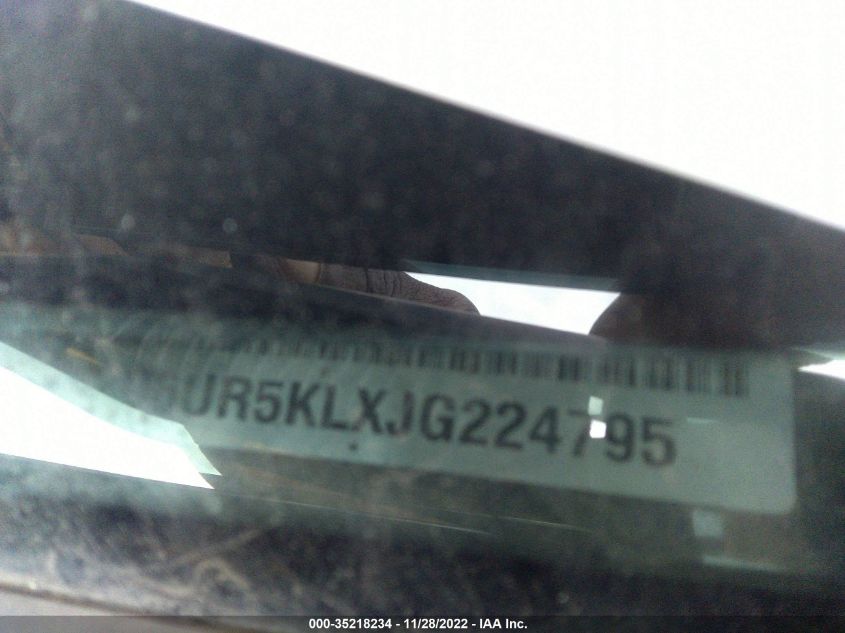 UR5KLXJG224795
000-35218234 - 11/28/2022 - IAA Inc.